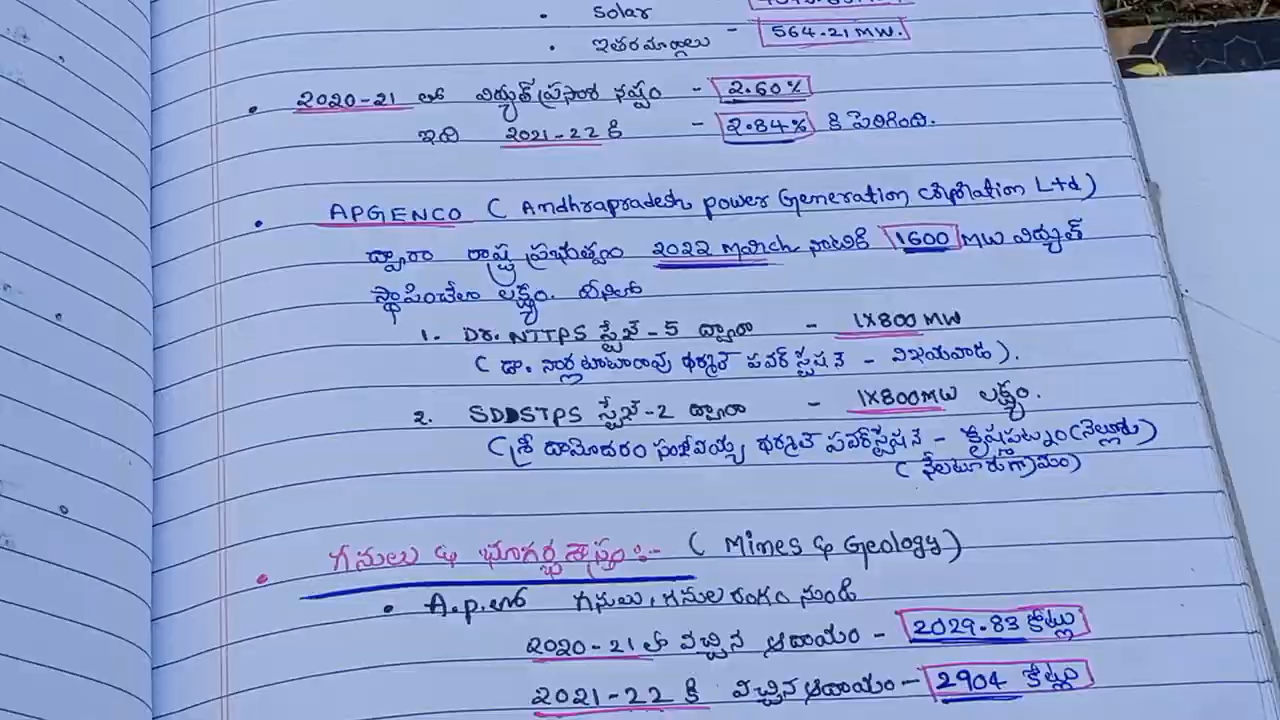 • Solar
• ఇతరమార్గాలు - 564.21 MW.
• 2020-21 లో విద్యుత్ ప్రసార నష్టం - 2.60%
ఇది 2021-22 కి - 2.84% కి పెరిగింది.
• APGENCO ( Andhrapradesh power Generation Corporation Ltd )
ద్వారా రాష్ట్ర ప్రభుత్వం 2022 March నాటికి 1600 MW విద్యుత్
స్థాపించేలా లక్ష్యం. దీనిలో
1. DR. NTTPS స్టేజ్ - 5 ద్వారా - 1X800 MW
( డా. నార్ల టాటారావు థర్మల్ పవర్ స్టేషన్ - విజయవాడ ).
2. SDDSTPS స్టేజ్-2 ద్వారా - 1X800MW లక్ష్యం.
( శ్రీ దామోదరం సంజీవయ్య థర్మల్ పవర్ స్టేషన్ - కృష్ణపట్నం (నెల్లూరు)
( నేలటూరు గ్రామం)
• గనులు & భూగర్భ శాస్త్రం :- ( Mines & Geology )
• A.p.లో గనులు, గనుల రంగం నుండి
2020-21 లో వచ్చిన ఆదాయం - 2029.83 కోట్లు
2021-22 కి వచ్చిన ఆదాయం - 2904 కోట్లు